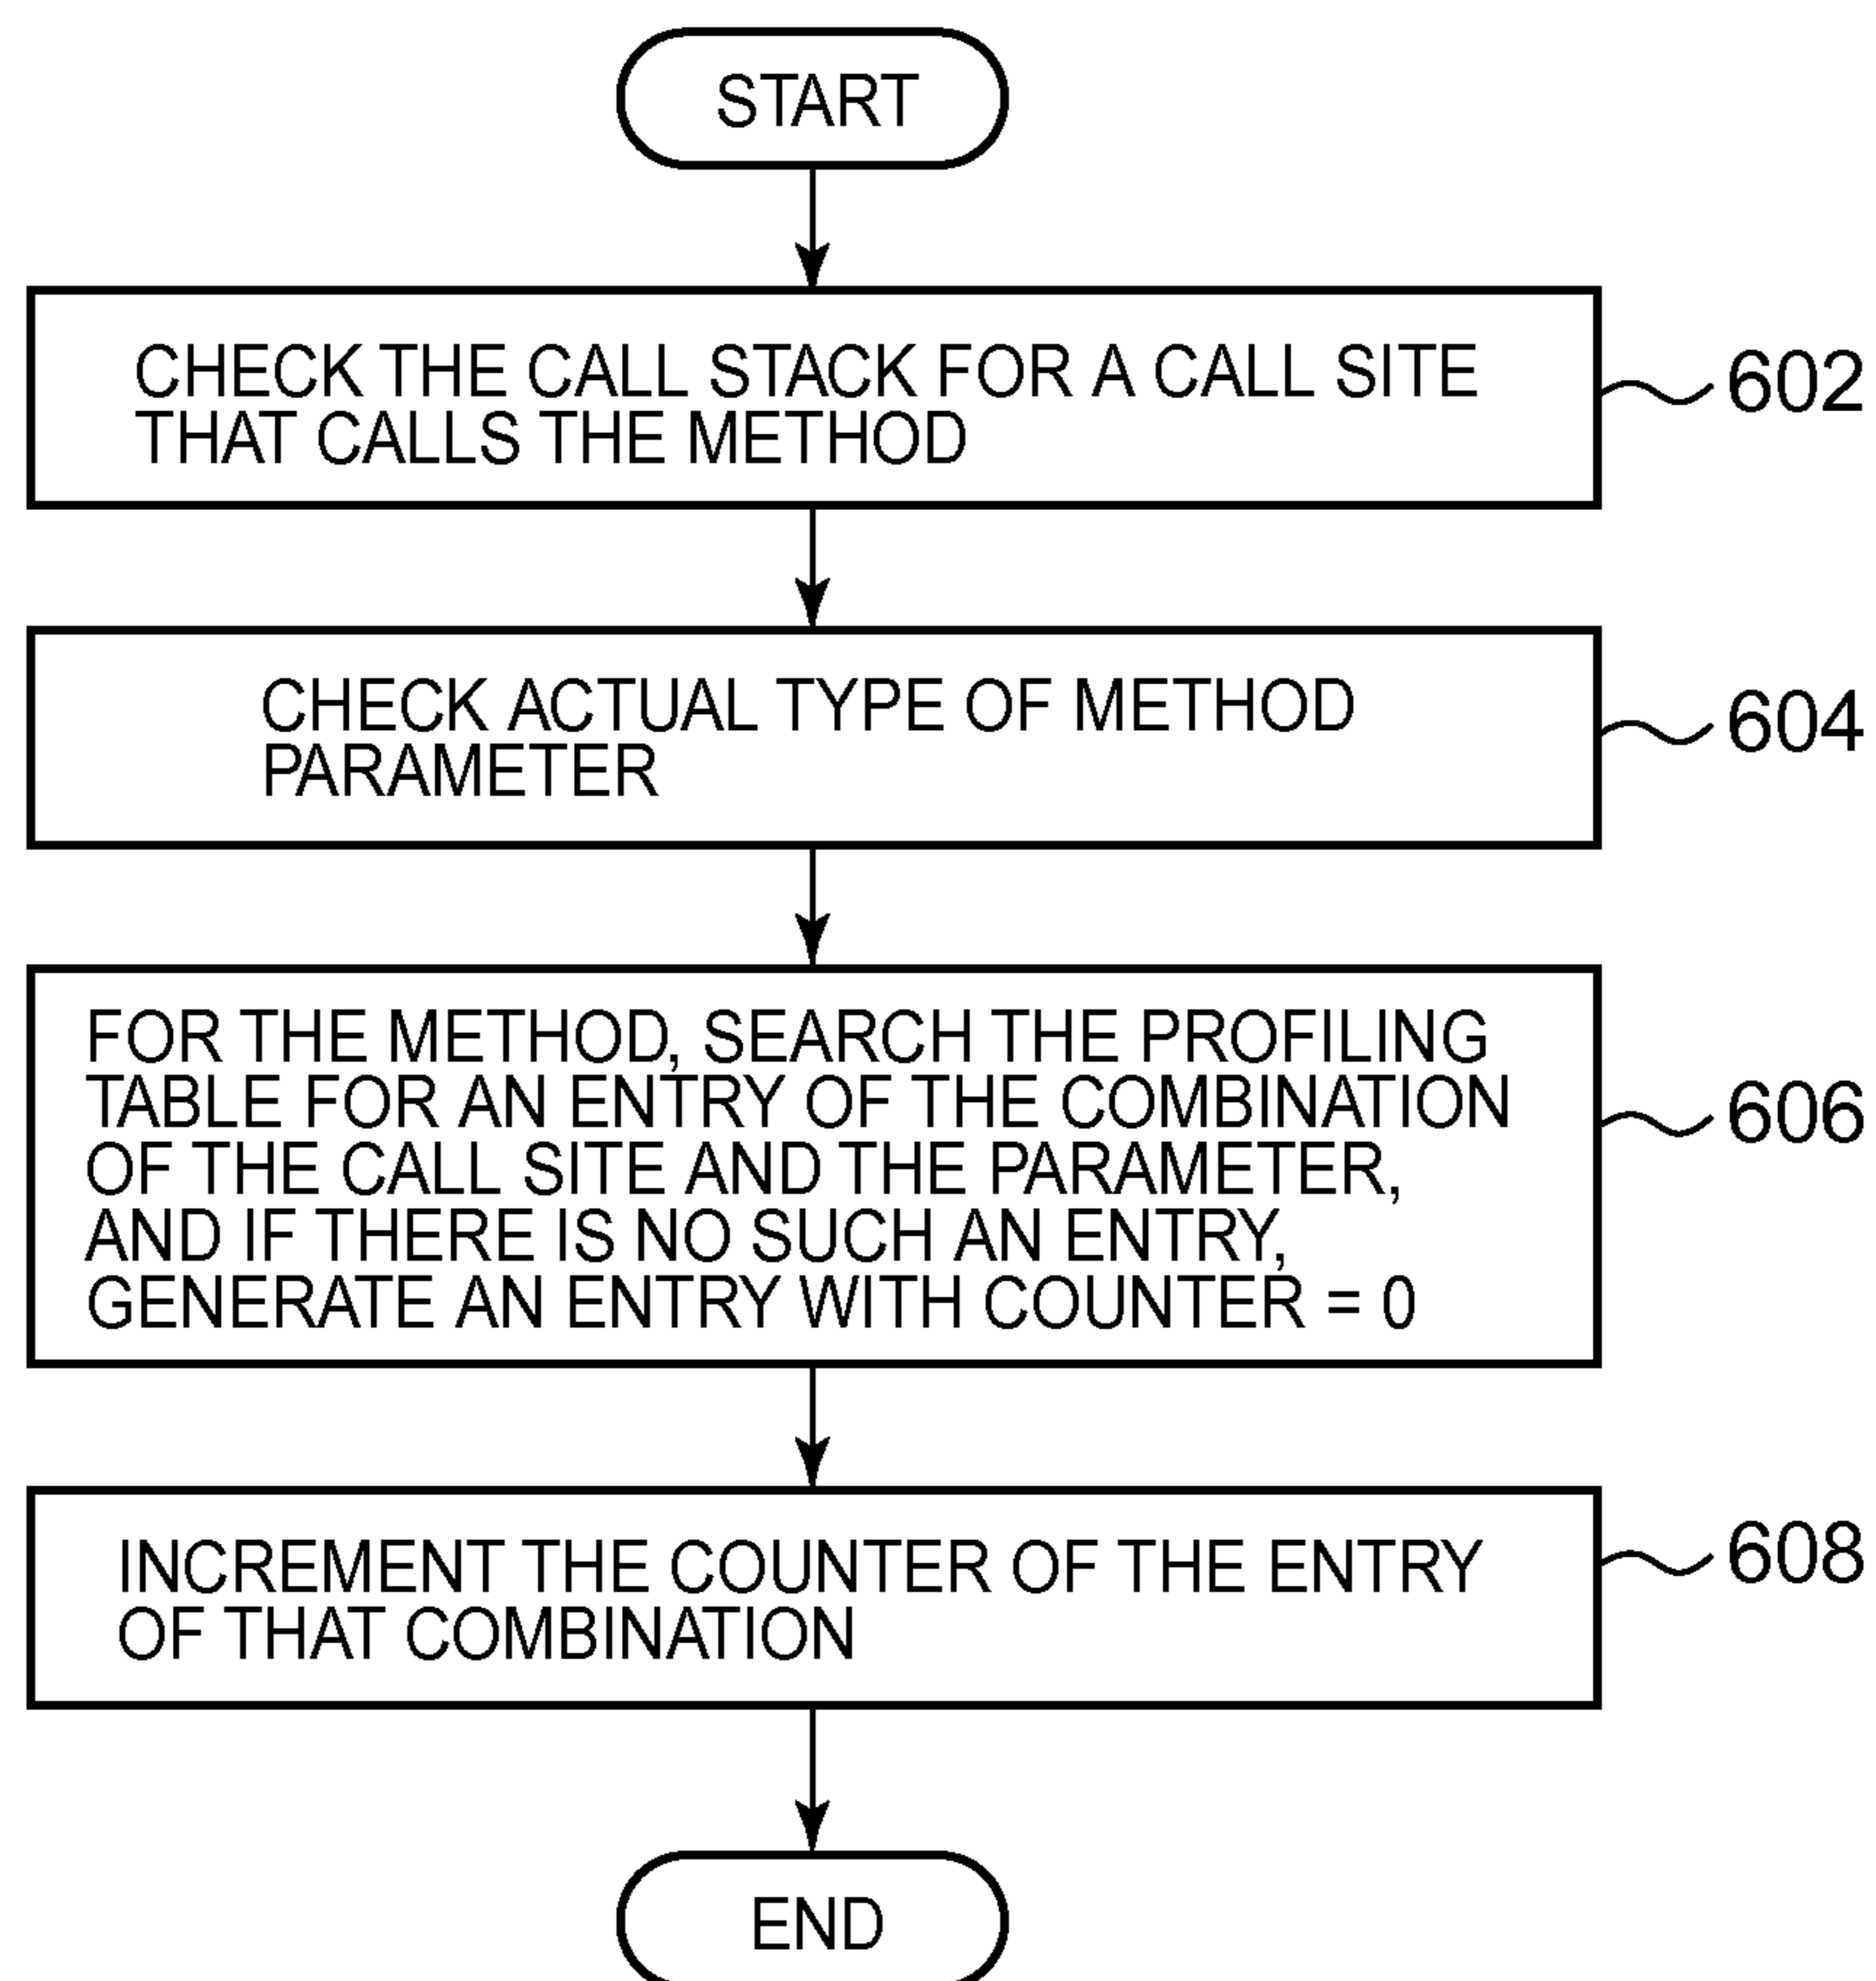 START
CHECK THE CALL STACK FOR A CALL SITE
THAT CALLS THE METHOD
602
CHECK ACTUAL TYPE OF METHOD
PARAMETER
604
FOR THE METHOD, SEARCH THE PROFILING
TABLE FOR AN ENTRY OF THE COMBINATION
OF THE CALL SITE AND THE PARAMETER,
AND IF THERE IS NO SUCH AN ENTRY,
GENERATE AN ENTRY WITH COUNTER = 0
606
INCREMENT THE COUNTER OF THE ENTRY
OF THAT COMBINATION
608
END